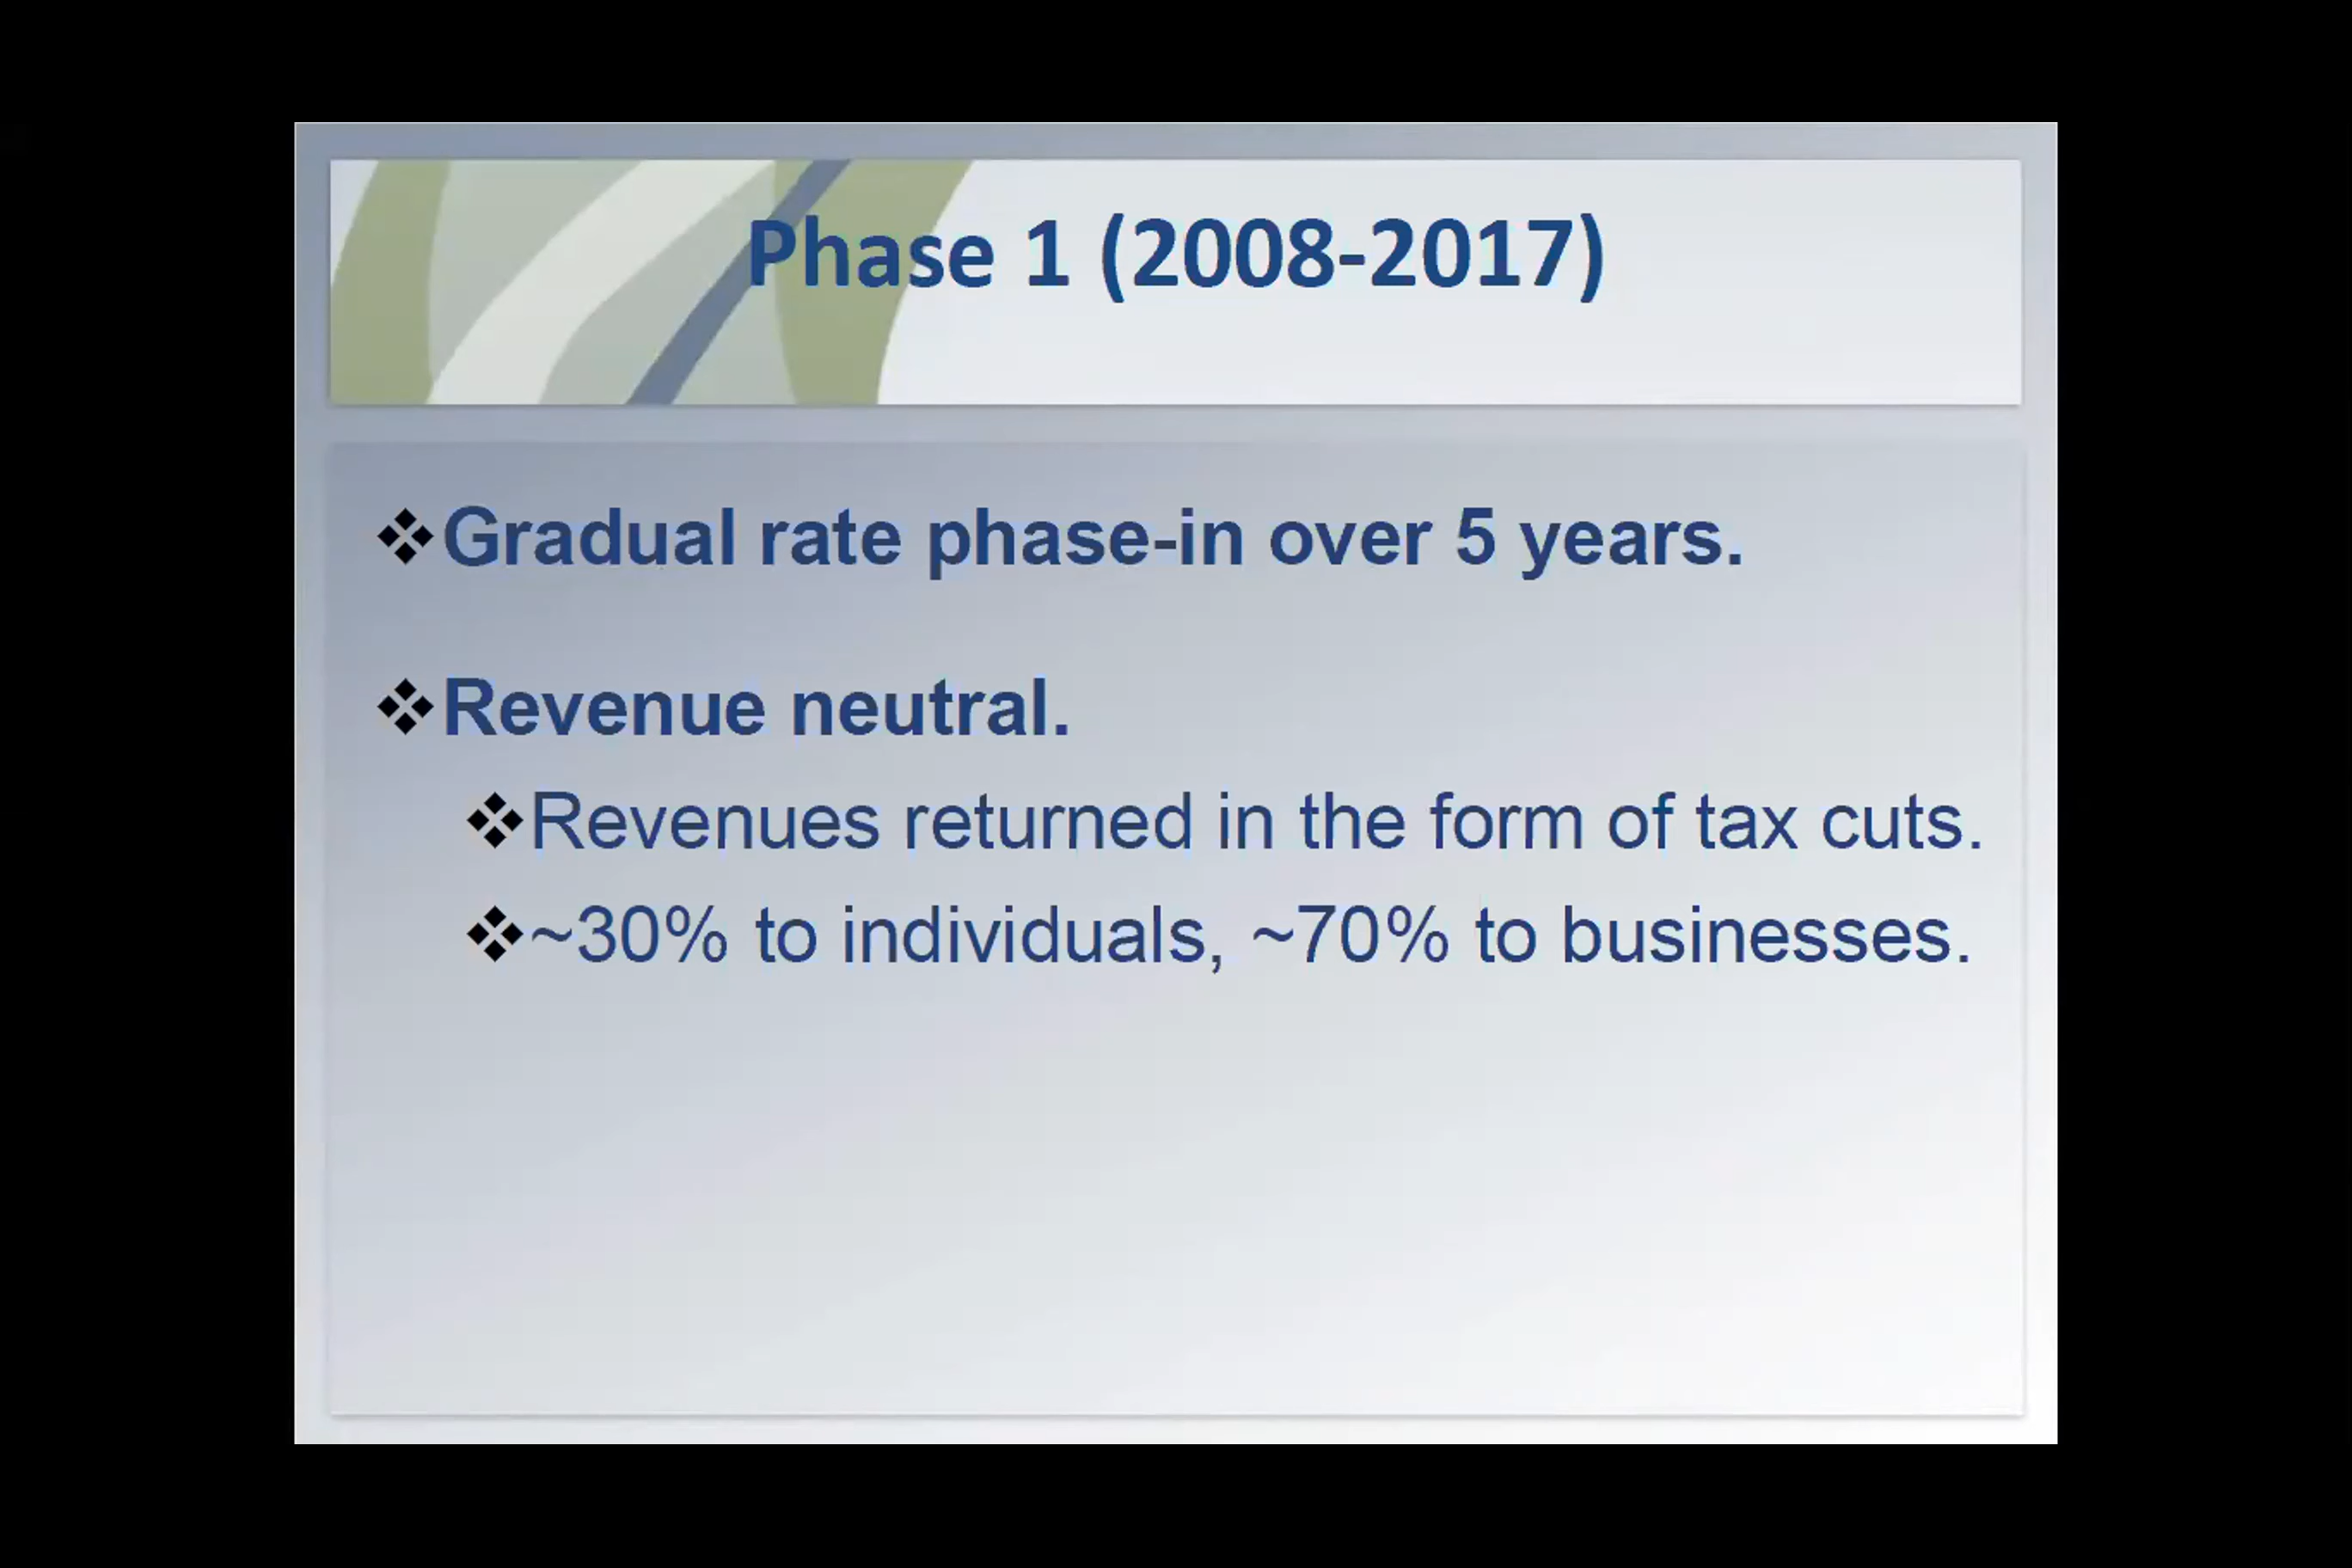 Phase 1 (2008-2017)
❖Gradual rate phase-in over 5 years.
❖Revenue neutral.
❖Revenues returned in the form of tax cuts.
❖~30% to individuals, ~70% to businesses.